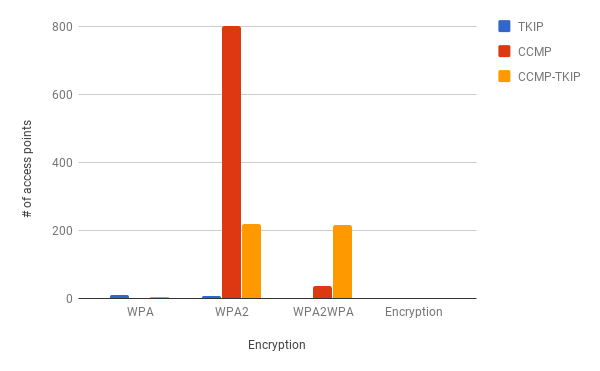 800
600
400
200
0
# of access points
WPA WPA2 WPA2WPA Encryption
Encryption
TKIP
CCMP
CCMP-TKIP